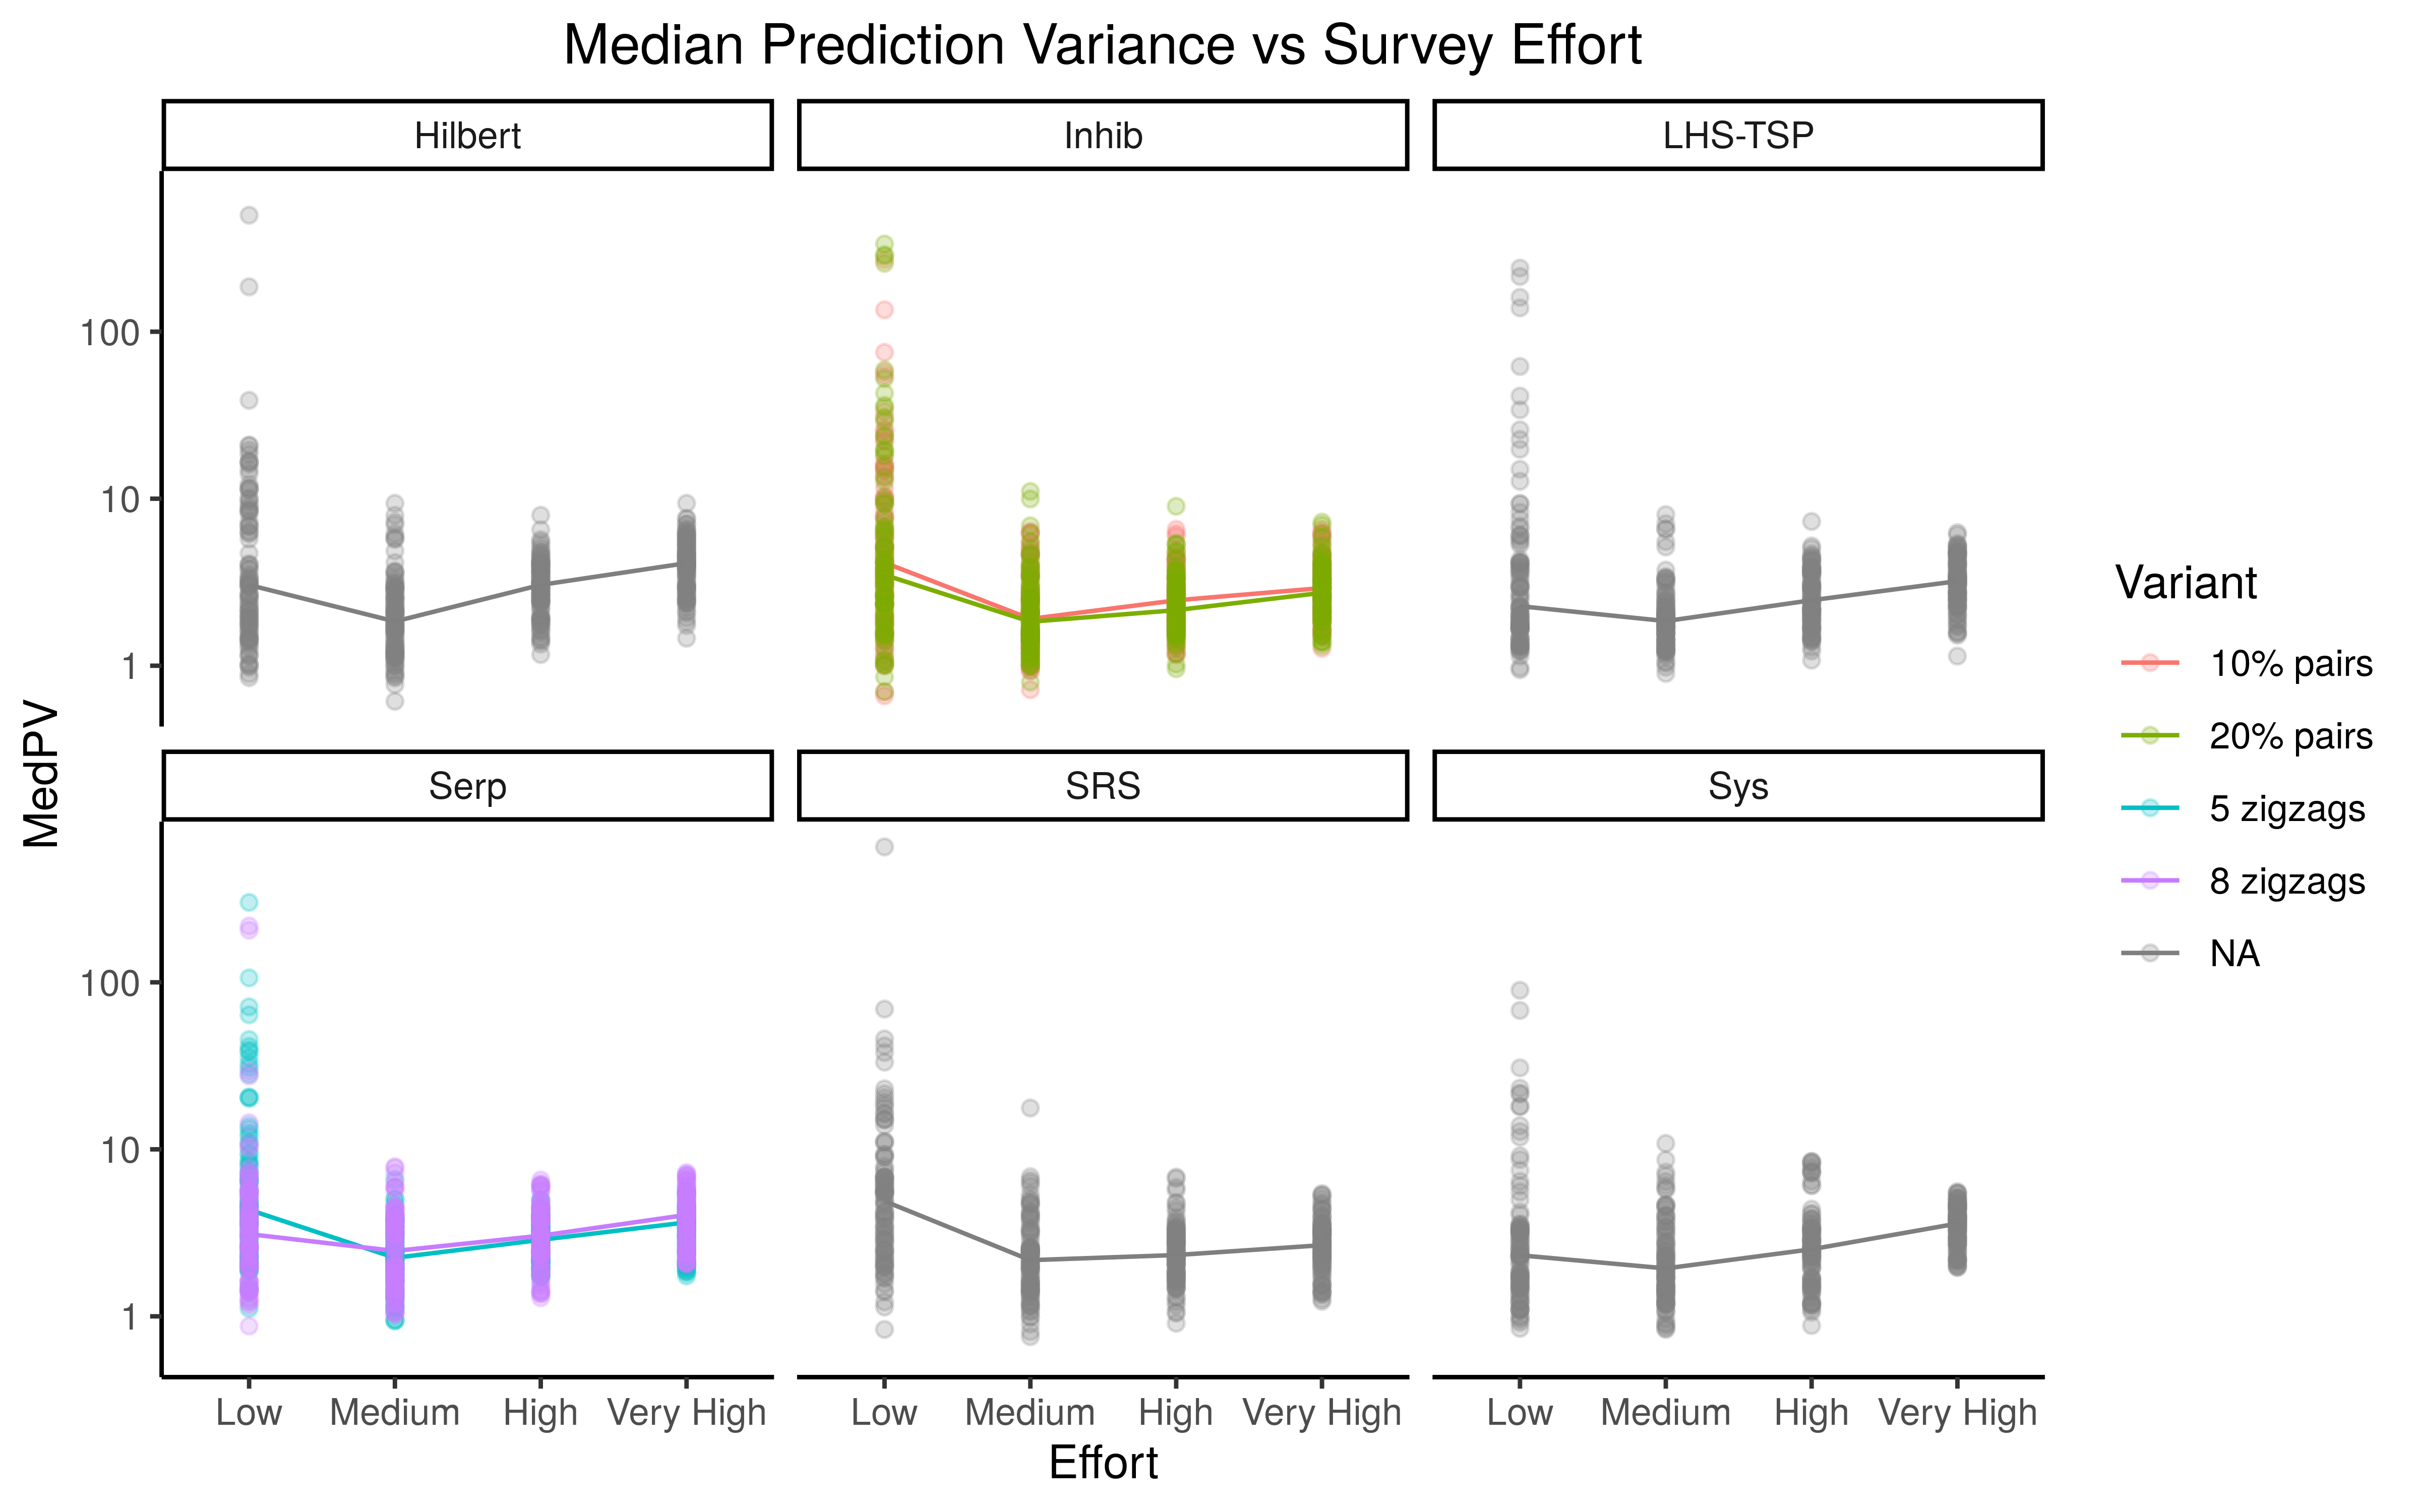 Median Prediction Variance vs Survey Effort
Hilbert
Inhib
LHS-TSP
100
10
1
Serp
SRS
Sys
100
10
1
MedPV
Low
Medium
High
Very High
Low
Medium
High
Very High
Low
Medium
High
Very High
Effort
Variant
10% pairs
20% pairs
5 zigzags
8 zigzags
NA